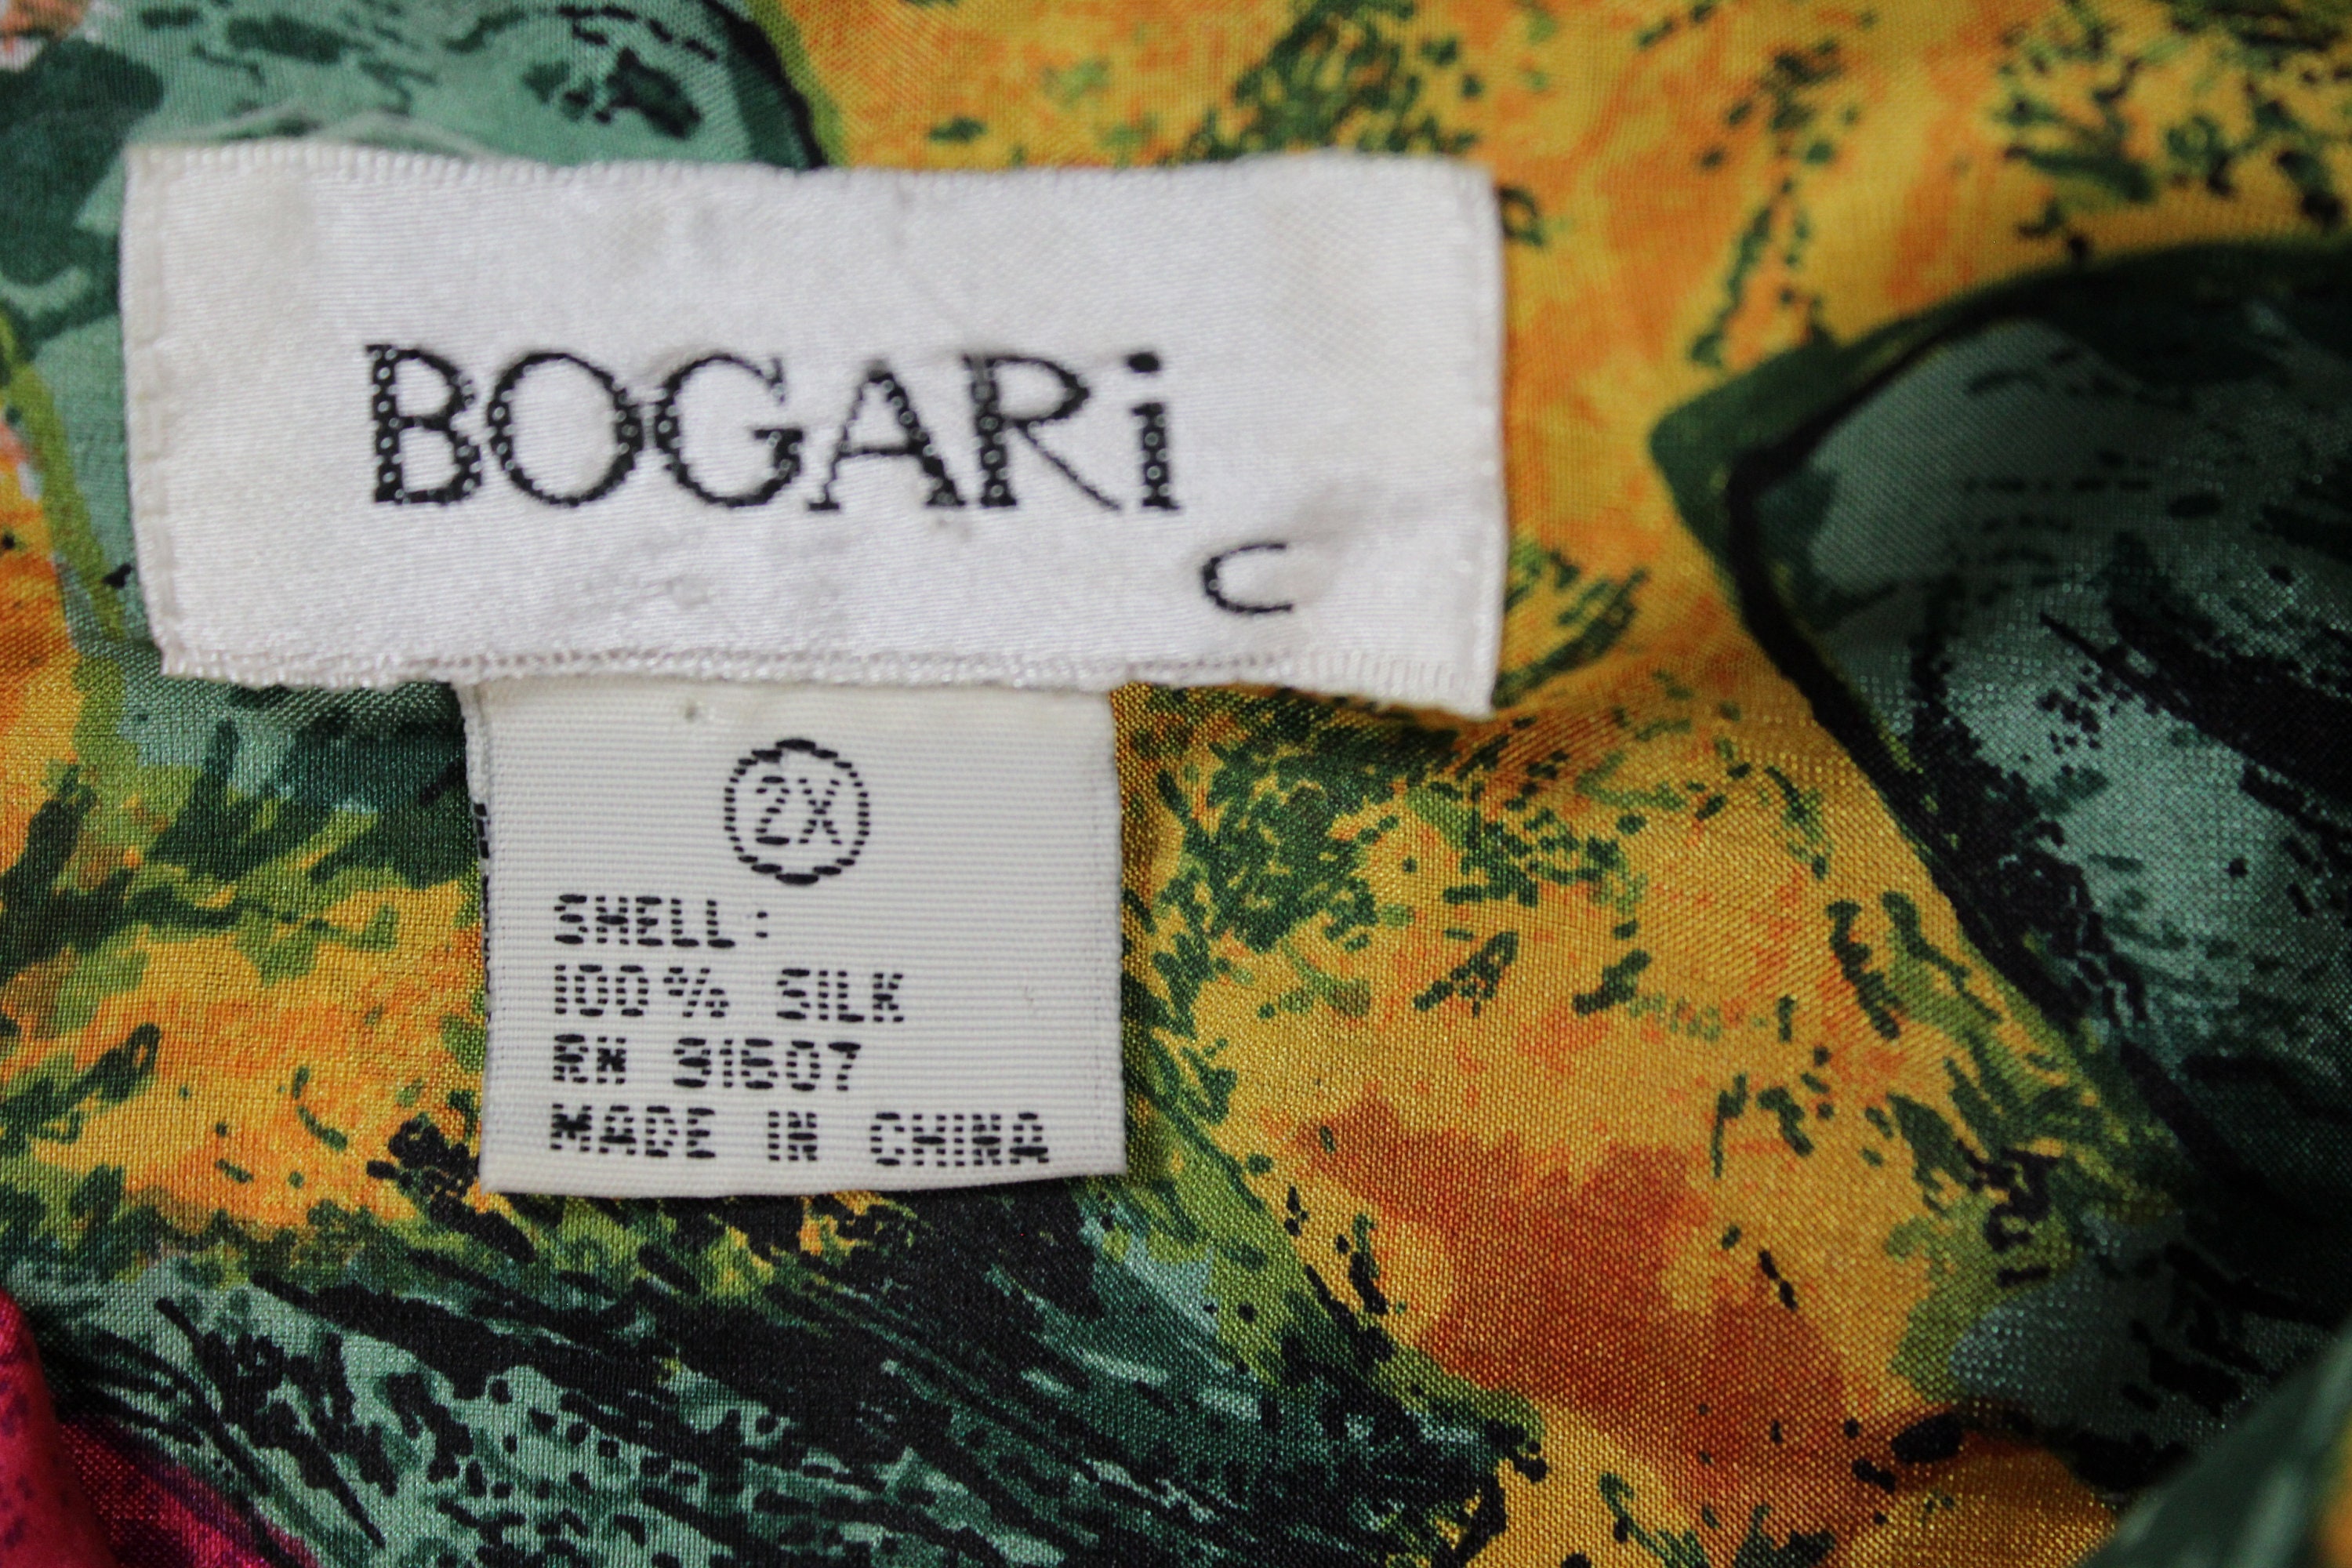 BOGARi
C
2X
SHELL:
100% SILK
RN 91607
MADE IN CHINA